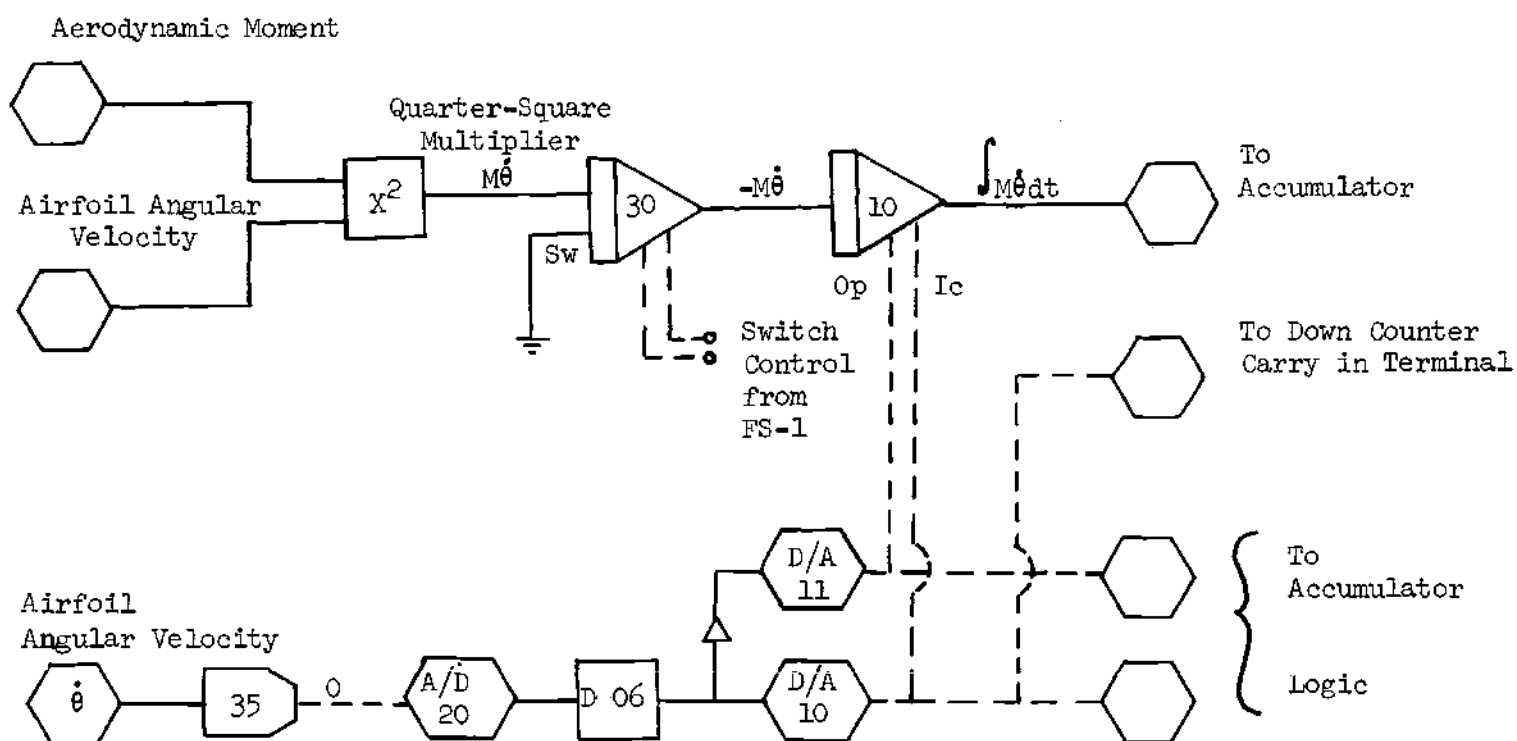 Aerodynamic Moment
Quarter-Square
Multiplier
Airfoil Angular
Velocity
X²
Mθ̇
30
Sw
-Mθ̇
10
∫Mθ̇dt
To
Accumulator
Op
Ic
Switch
Control
from
FS-1
To Down Counter
Carry in Terminal
D/A
11
To
Accumulator
Logic
Airfoil
Angular Velocity
θ̇
35
0
A/D
20
D 06
D/A
10